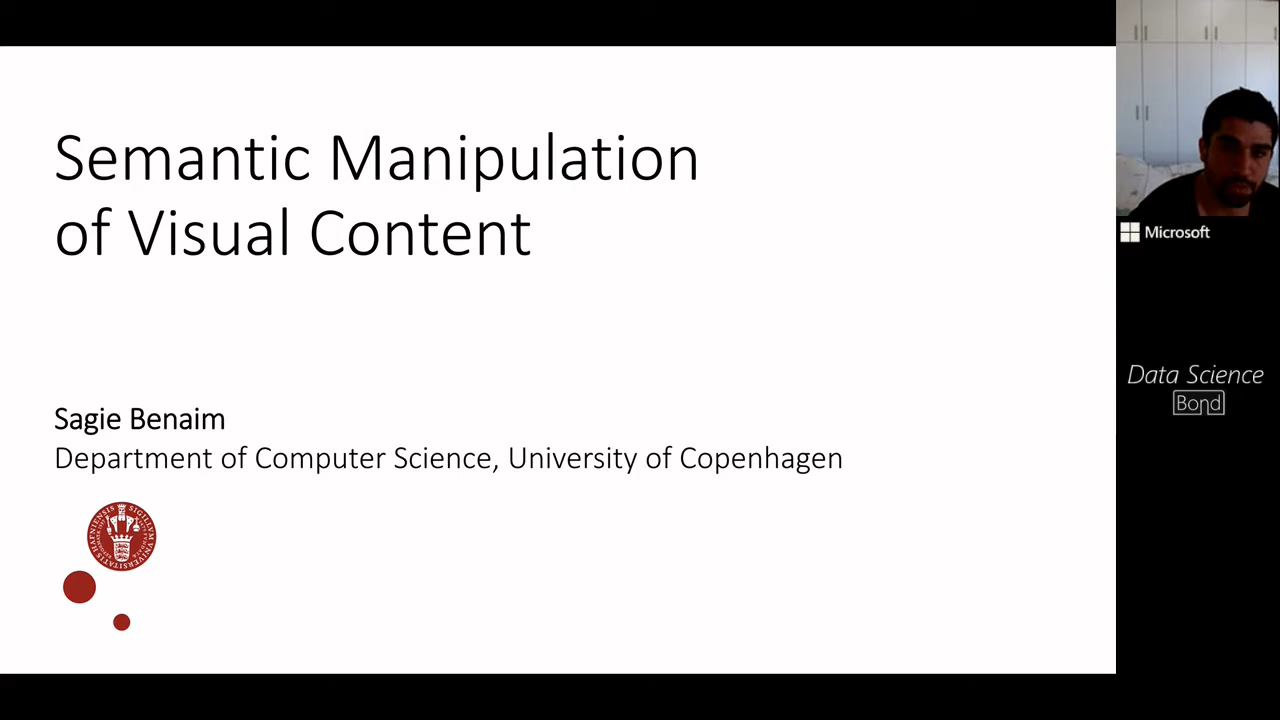 Semantic Manipulation
of Visual Content
Sagie Benaim
Department of Computer Science, University of Copenhagen
Microsoft
Data Science
Bond